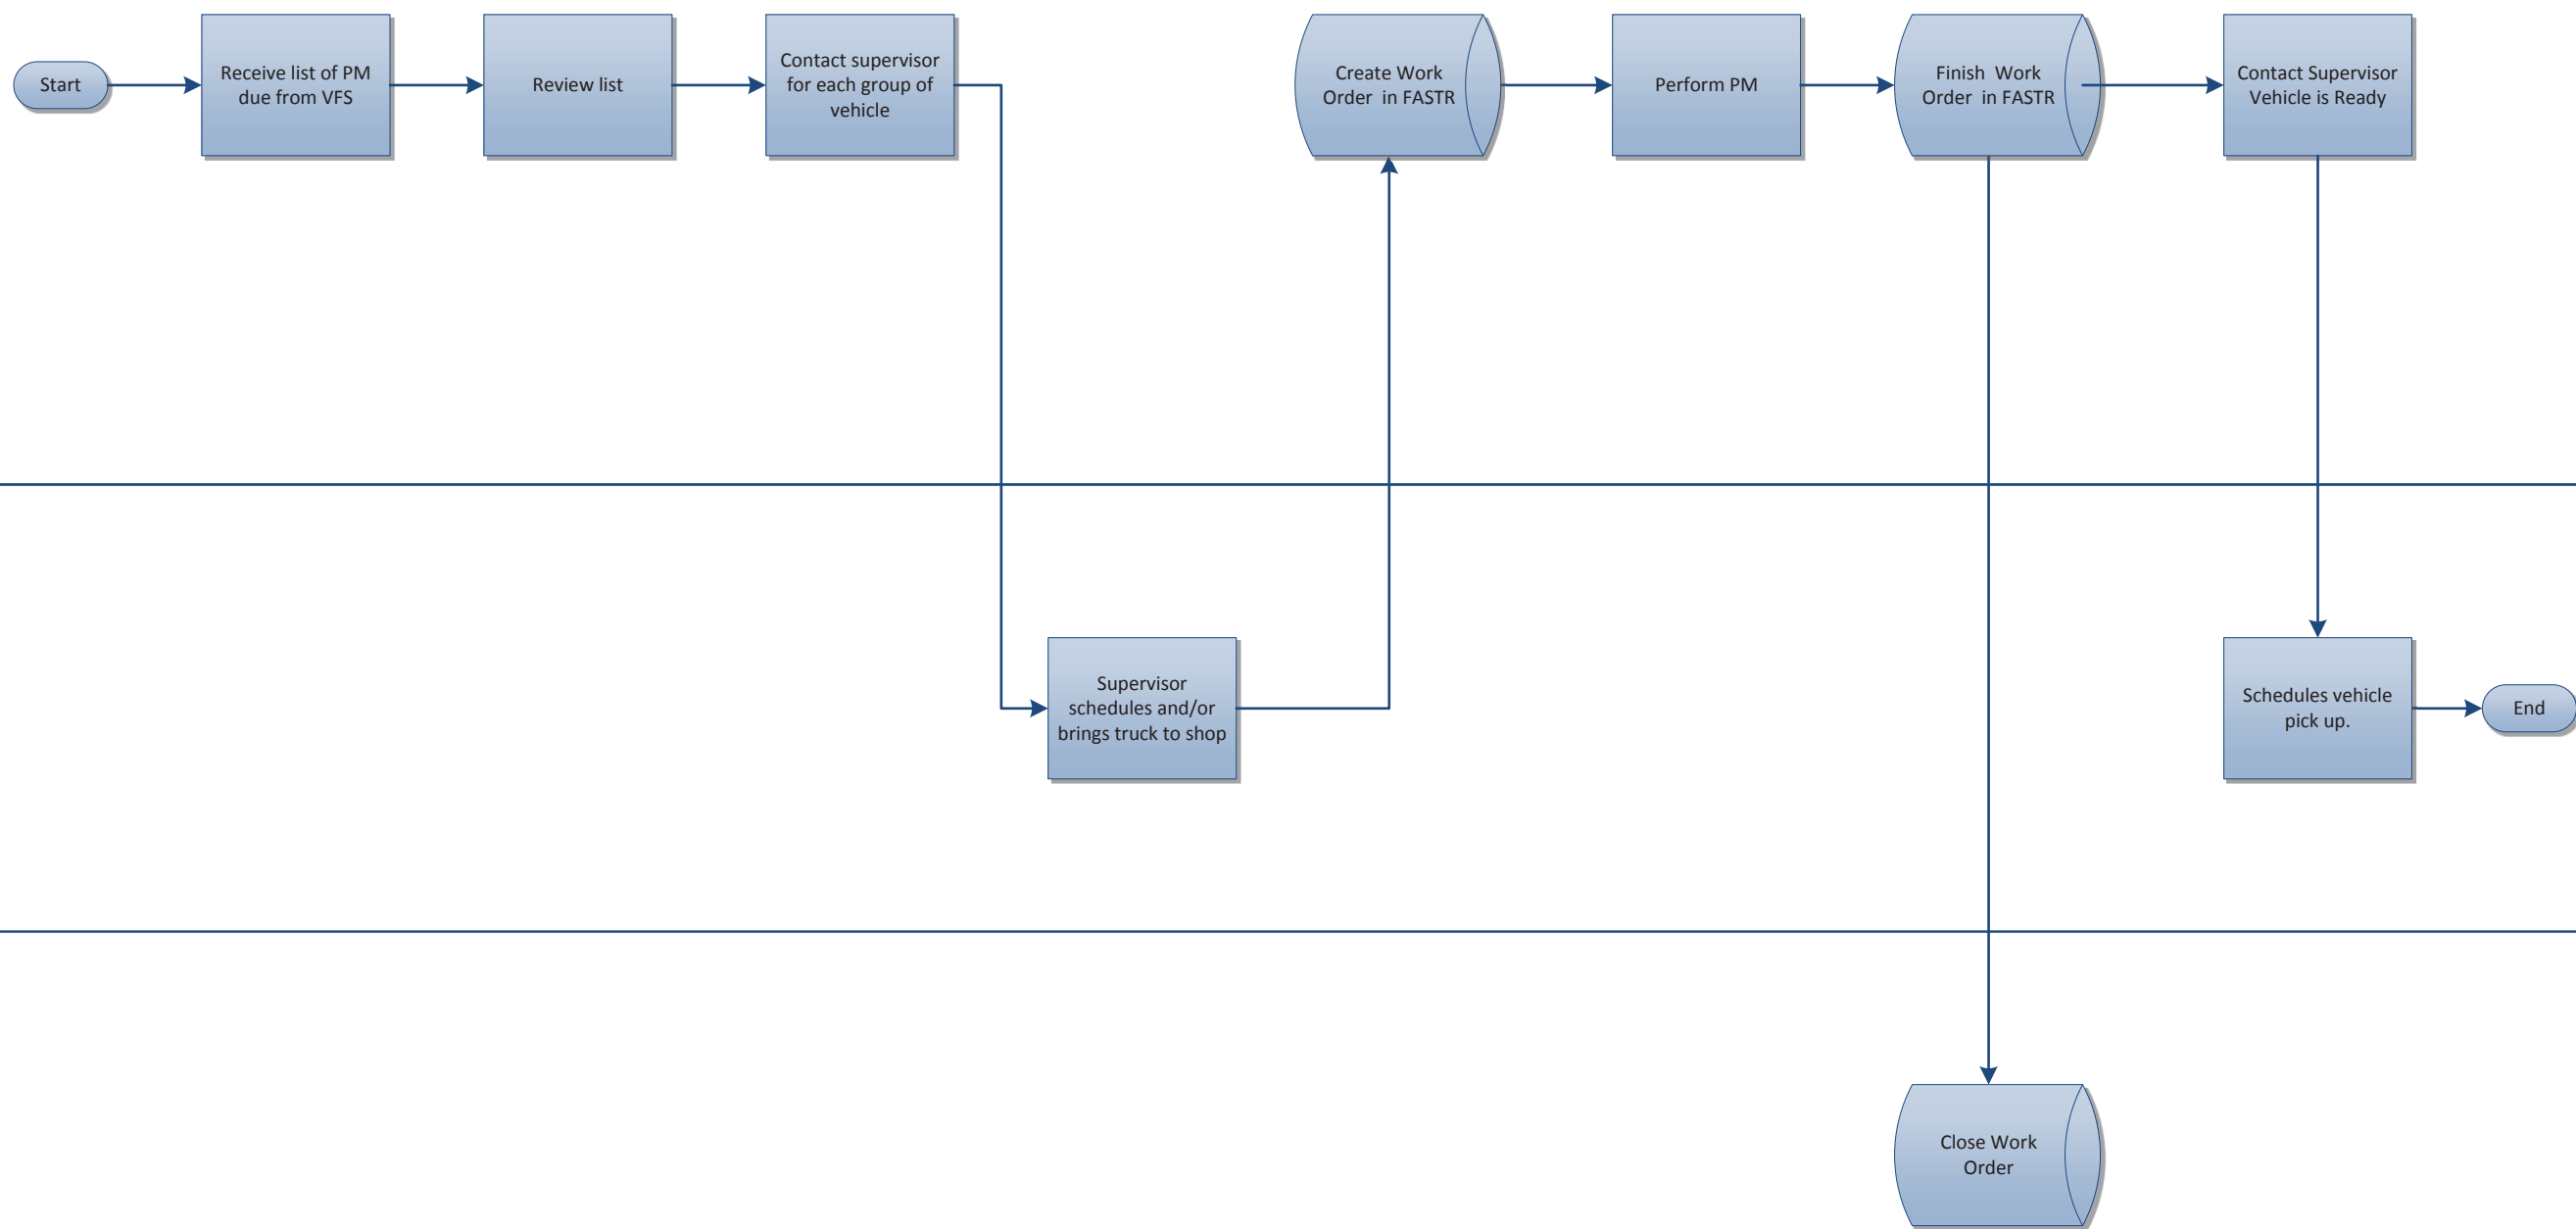 Start
Receive list of PM
due from VFS
Review list
Contact supervisor
for each group of
vehicle
Create Work
Order in FASTR
Perform PM
Finish Work
Order in FASTR
Contact Supervisor
Vehicle is Ready
Supervisor
schedules and/or
brings truck to shop
Schedules vehicle
pick up.
End
Close Work
Order